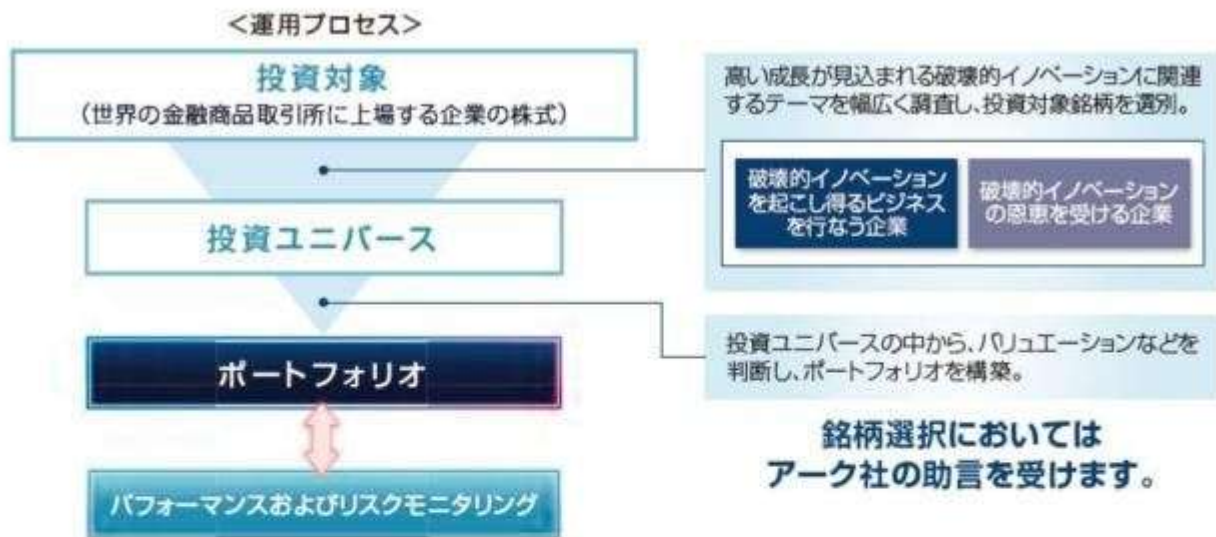 <運用プロセス>
投資対象
(世界の金融商品取引所に上場する企業の株式)
高い成長が見込まれる破壊的イノベーションに関連
するテーマを幅広く調査し、投資対象銘柄を選別。
破壊的イノベーション
を起こし得るビジネス
を行なう企業
破壊的イノベーション
の恩恵を受ける企業
投資ユニバース
投資ユニバースの中から、バリュエーションなどを
判断し、ポートフォリオを構築。
ポートフォリオ
銘柄選択においては
アーク社の助言を受けます。
パフォーマンスおよびリスクモニタリング